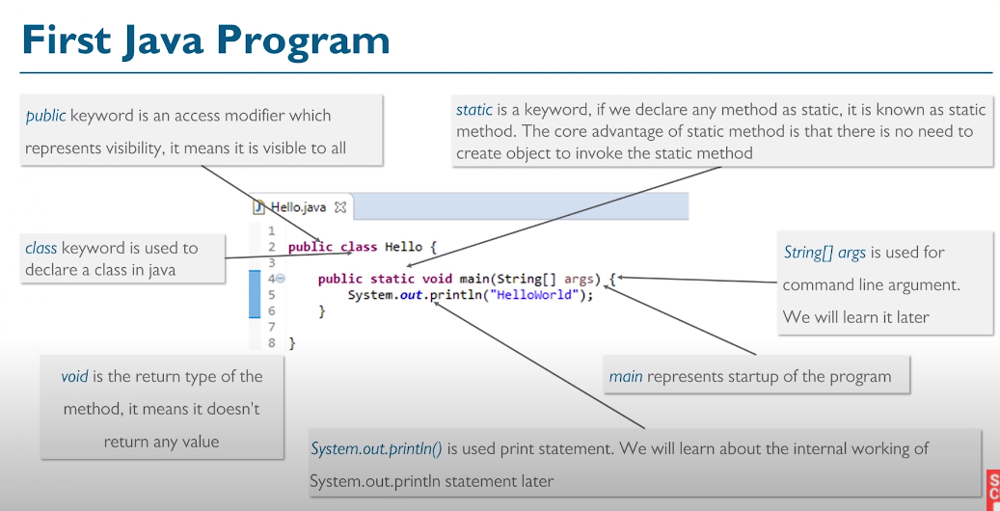 First Java Program
public keyword is an access modifier which
represents visibility, it means it is visible to all
static is a keyword, if we declare any method as static, it is known as static
method. The core advantage of static method is that there is no need to
create object to invoke the static method
Hello.java
class keyword is used to
declare a class in java
1
2 public class Hello {
3
4 public static void main(String[] args) {
5 System.out.println("HelloWorld");
6 }
7
8 }
String[] args is used for
command line argument.
We will learn it later
void is the return type of the
method, it means it doesn't
return any value
main represents startup of the program
System.out.println() is used print statement. We will learn about the internal working of
System.out.println statement later